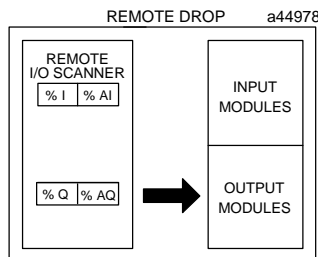 REMOTE DROP a44978
REMOTE
I/O SCANNER
% I % AI
% Q % AQ
INPUT
MODULES
OUTPUT
MODULES